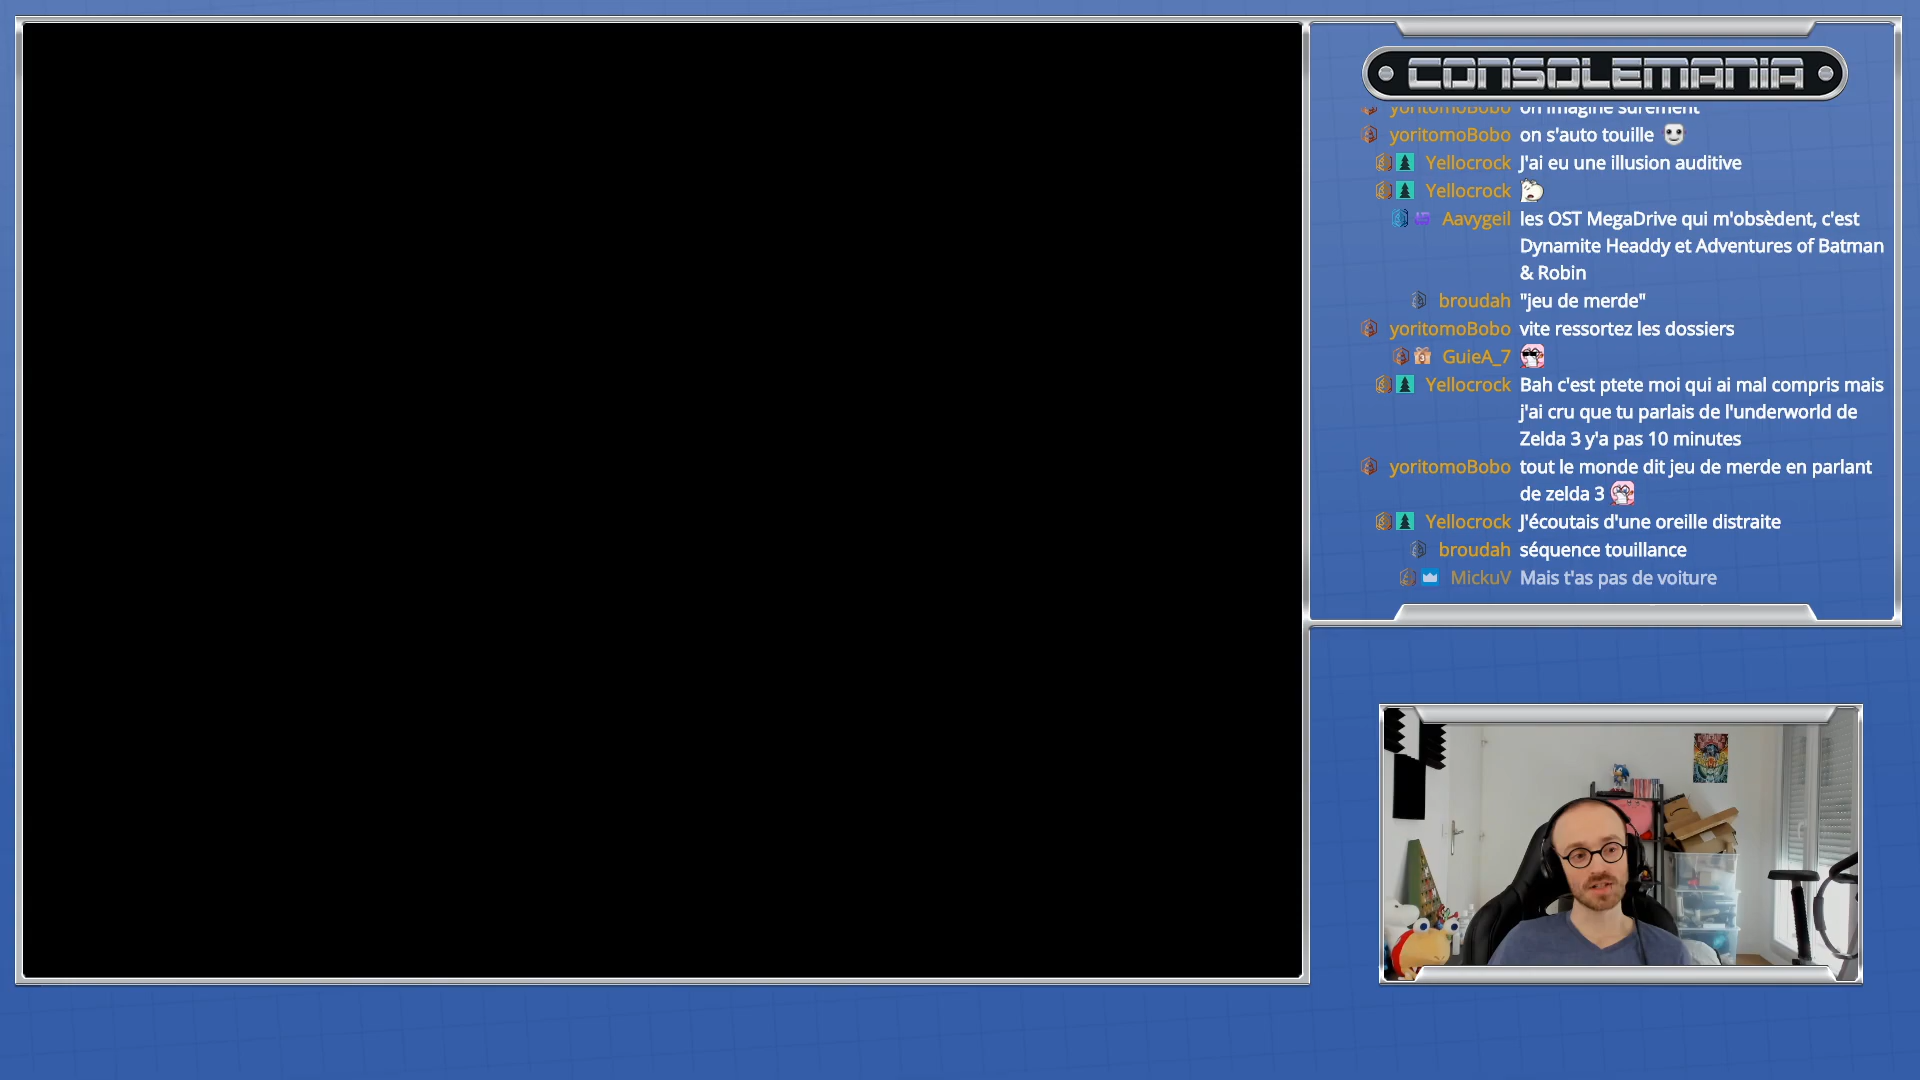 CONSOLEMANIA
yoritomoBobo on imagine surement
yoritomoBobo on s'auto touille
Yellocrock J'ai eu une illusion auditive
Yellocrock
Aavygeil les OST MegaDrive qui m'obsèdent, c'est
Dynamite Headdy et Adventures of Batman
& Robin
broudah "jeu de merde"
yoritomoBobo vite ressortez les dossiers
GuieA_7
Yellocrock Bah c'est ptete moi qui ai mal compris mais
j'ai cru que tu parlais de l'underworld de
Zelda 3 y'a pas 10 minutes
yoritomoBobo tout le monde dit jeu de merde en parlant
de zelda 3
Yellocrock J'écoutais d'une oreille distraite
broudah séquence touillance
MickuV Mais t'as pas de voiture